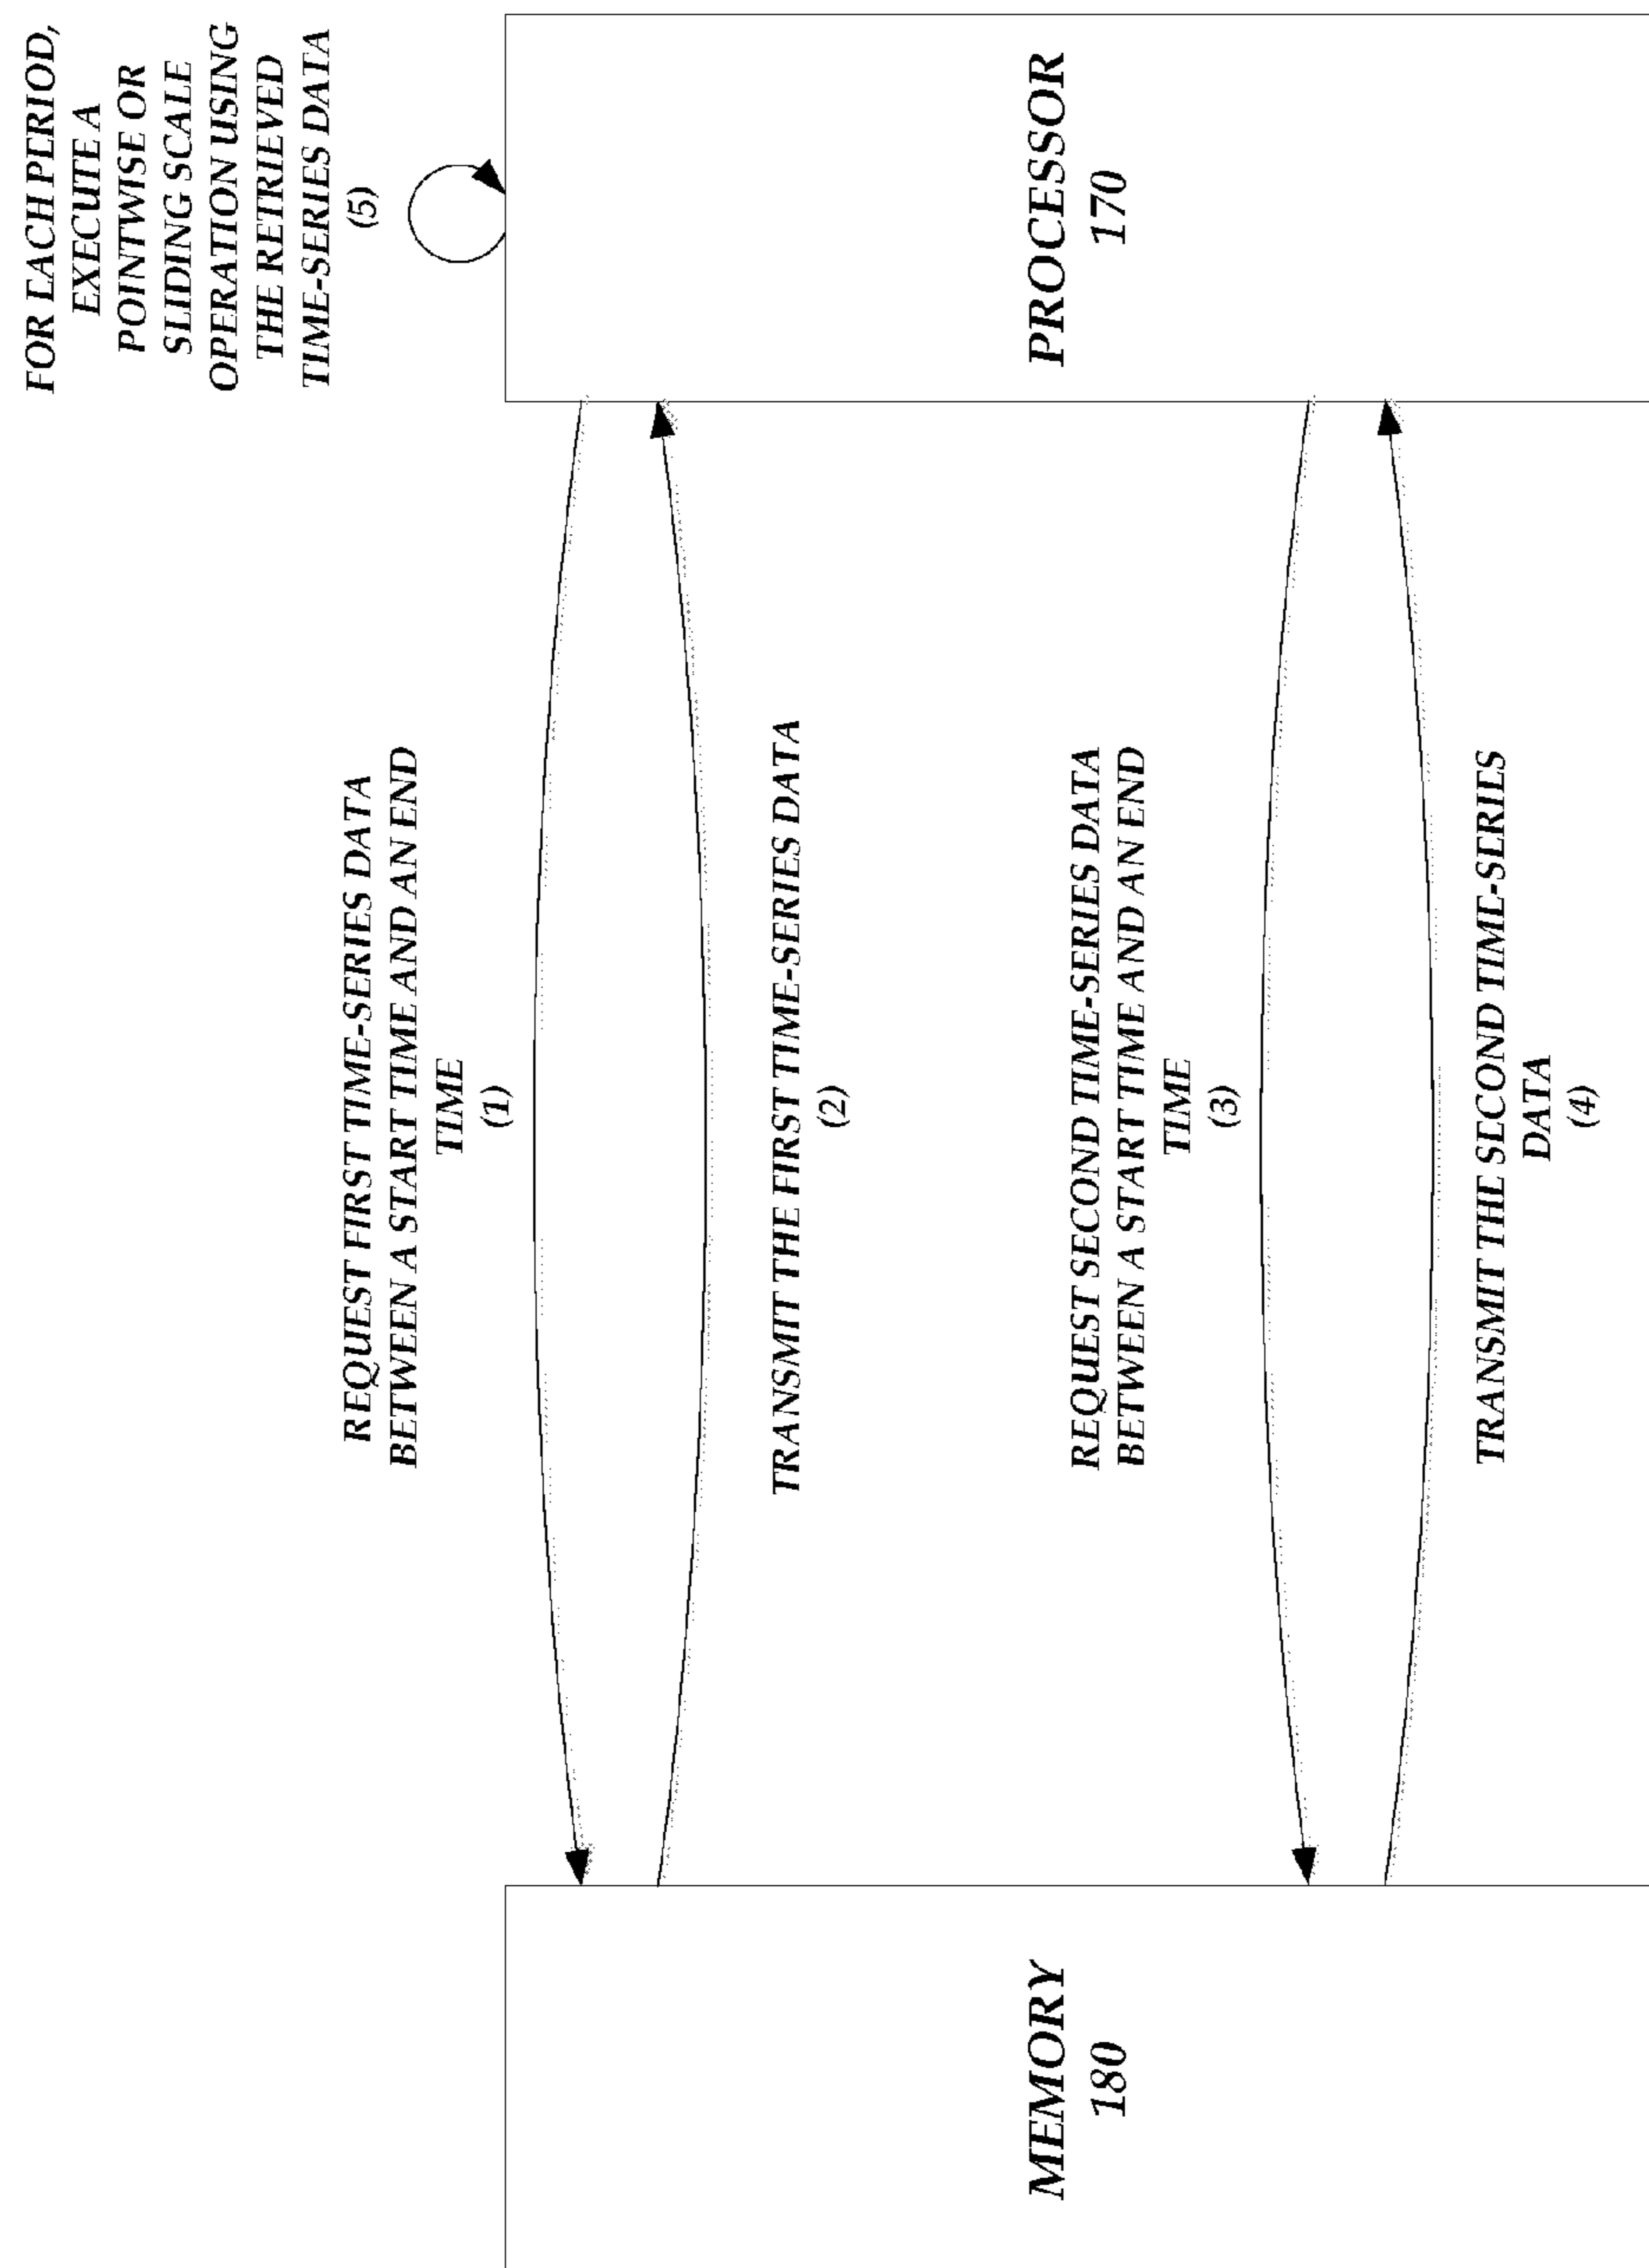 FOR EACH PERIOD,
EXECUTE A
POINTWISE OR
SLIDING SCALE
OPERATION USING
THE RETRIEVED
TIME-SERIES DATA
(5)
REQUEST FIRST TIME-SERIES DATA
BETWEEN A START TIME AND AN END
TIME
(1)
TRANSMIT THE FIRST TIME-SERIES DATA
(2)
MEMORY
180
PROCESSOR
170
REQUEST SECOND TIME-SERIES DATA
BETWEEN A START TIME AND AN END
TIME
(3)
TRANSMIT THE SECOND TIME-SERIES
DATA
(4)